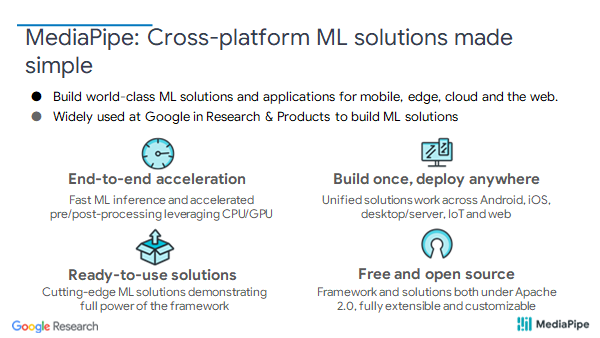 MediaPipe: Cross-platform ML solutions made
simple
● Build world-class ML solutions and applications for mobile, edge, cloud and the web.
● Widely used at Google in Research & Products to build ML solutions
End-to-end acceleration
Fast ML inference and accelerated
pre/post-processing leveraging CPU/GPU
Build once, deploy anywhere
Unified solutions work across Android, iOS,
desktop/server, IoT and web
Ready-to-use solutions
Cutting-edge ML solutions demonstrating
full power of the framework
Free and open source
Framework and solutions both under Apache
2.0, fully extensible and customizable
Google Research
MediaPipe